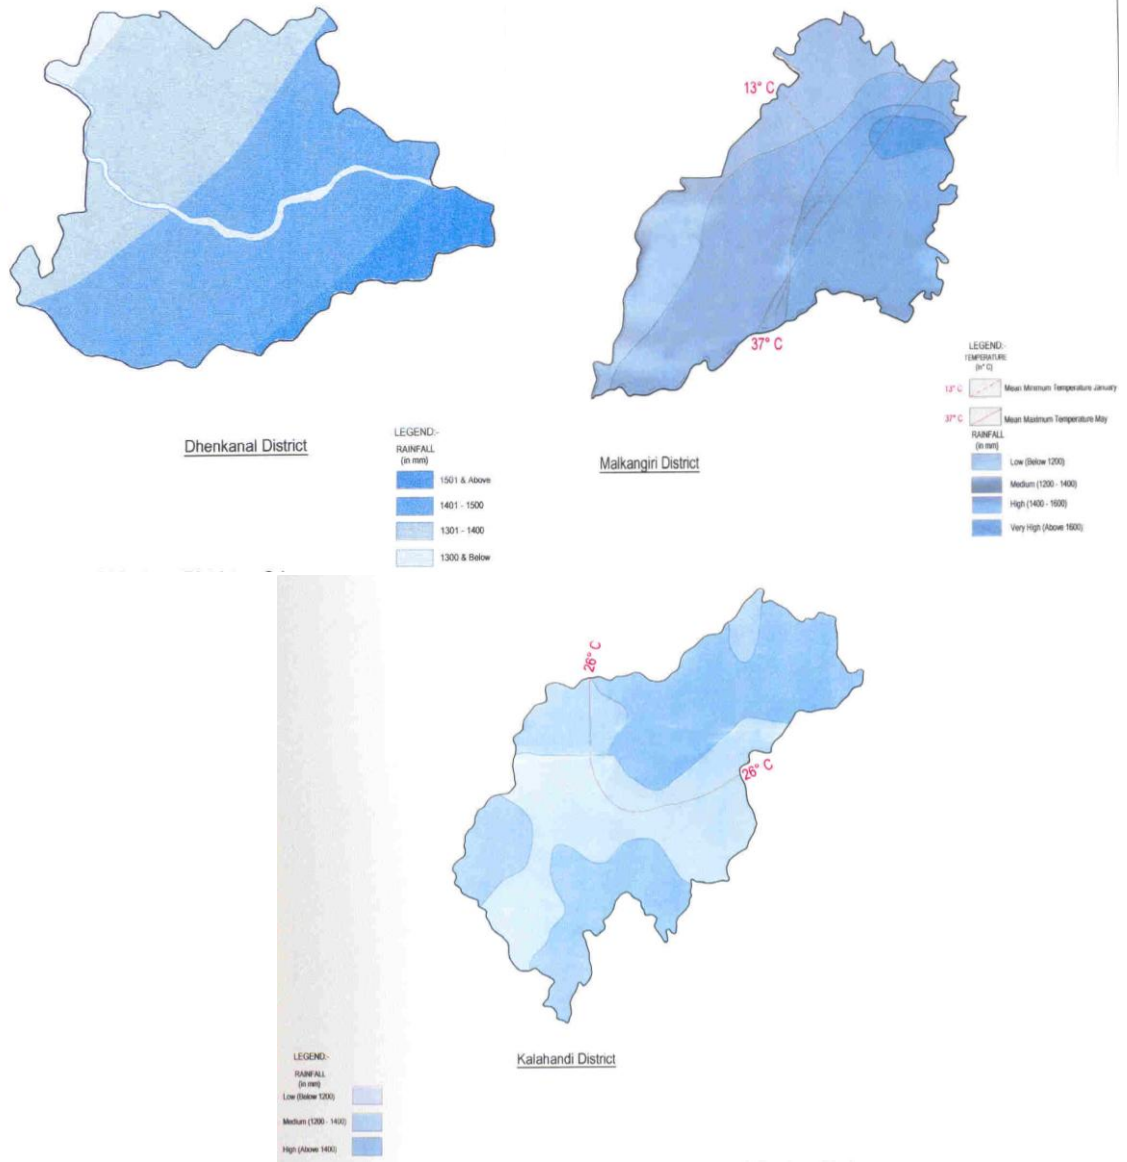 13° C
37° C
LEGEND:-
TEMPERATURE
(In° C)
13° C Mean Minimum Temperature January
37° C Mean Maximum Temperature May
RAINFALL
(in mm)
Low (Below 1200)
Medium (1200 - 1400)
High (1400 - 1600)
Very High (Above 1600)
Malkangiri District
Dhenkanal District
LEGEND:-
RAINFALL
(in mm)
1501 & Above
1401 - 1500
1301 - 1400
1300 & Below
26° C
26° C
Kalahandi District
LEGEND:-
RAINFALL
(in mm)
Low (Below 1200)
Medium (1200 - 1400)
High (Above 1400)